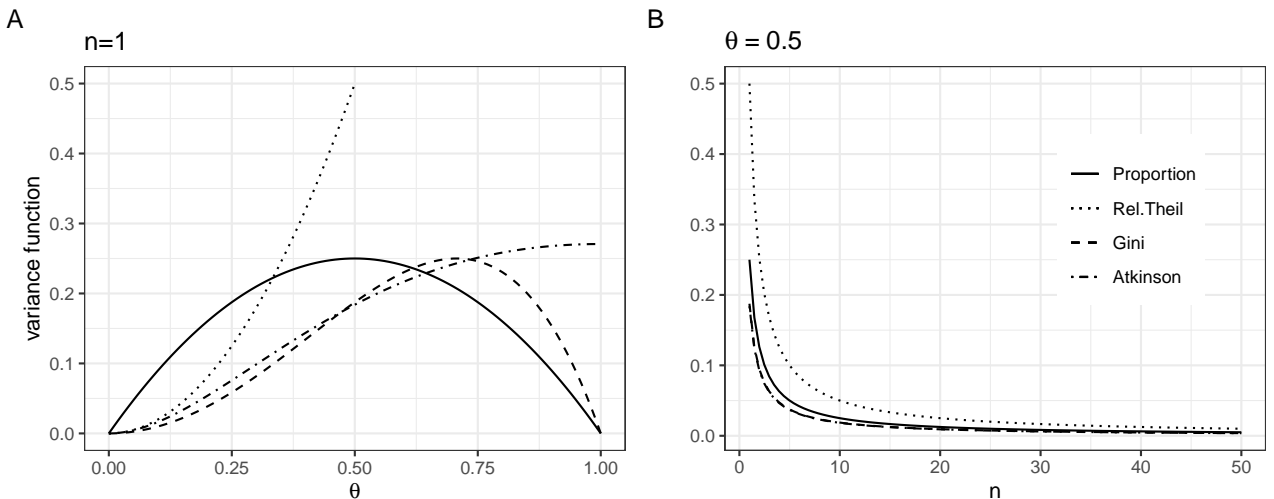 A
n=1
variance function
0.5
0.4
0.3
0.2
0.1
0.0
0.00 0.25 0.50 0.75 1.00
θ
B
θ = 0.5
0.5
0.4
0.3
0.2
0.1
0.0
Proportion
Rel.Theil
Gini
Atkinson
0 10 20 30 40 50
n